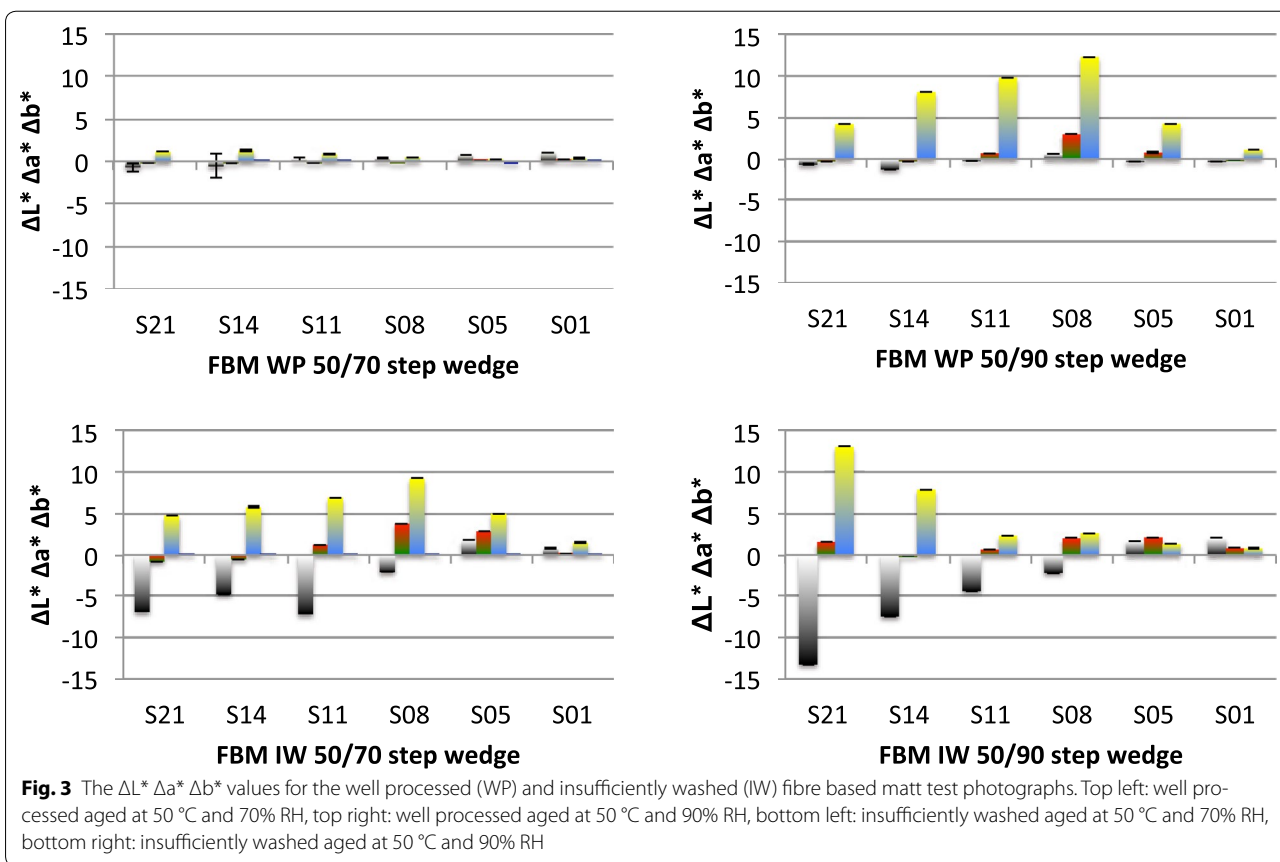 15
10
5
0
-5
-10
-15
ΔL* Δa* Δb*
S21 S14 S11 S08 S05 S01
FBM WP 50/70 step wedge
15
10
5
0
-5
-10
-15
ΔL* Δa* Δb*
S21 S14 S11 S08 S05 S01
FBM WP 50/90 step wedge
15
10
5
0
-5
-10
-15
ΔL* Δa* Δb*
S21 S14 S11 S08 S05 S01
FBM IW 50/70 step wedge
15
10
5
0
-5
-10
-15
ΔL* Δa* Δb*
S21 S14 S11 S08 S05 S01
FBM IW 50/90 step wedge
Fig. 3 The ΔL* Δa* Δb* values for the well processed (WP) and insufficiently washed (IW) fibre based matt test photographs. Top left: well pro-
cessed aged at 50 °C and 70% RH, top right: well processed aged at 50 °C and 90% RH, bottom left: insufficiently washed aged at 50 °C and 70% RH,
bottom right: insufficiently washed aged at 50 °C and 90% RH